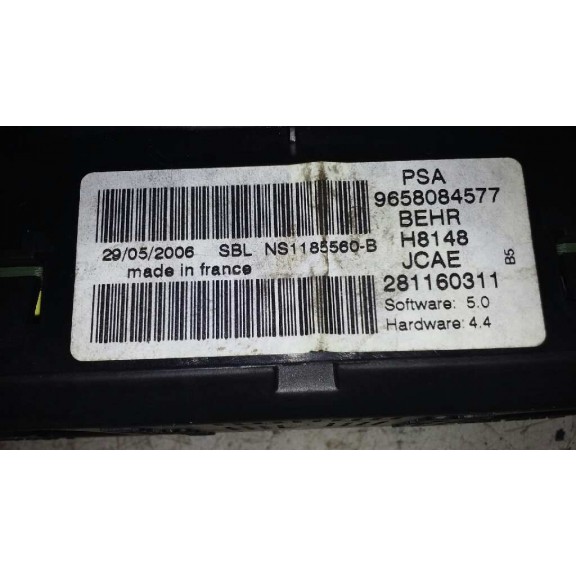 PSA
9658084577
BEHR
H8148
JCAE
281160311
Software: 5.0
Hardware: 4.4
B5
29/05/2006 SBL NS1185560-B
made in france